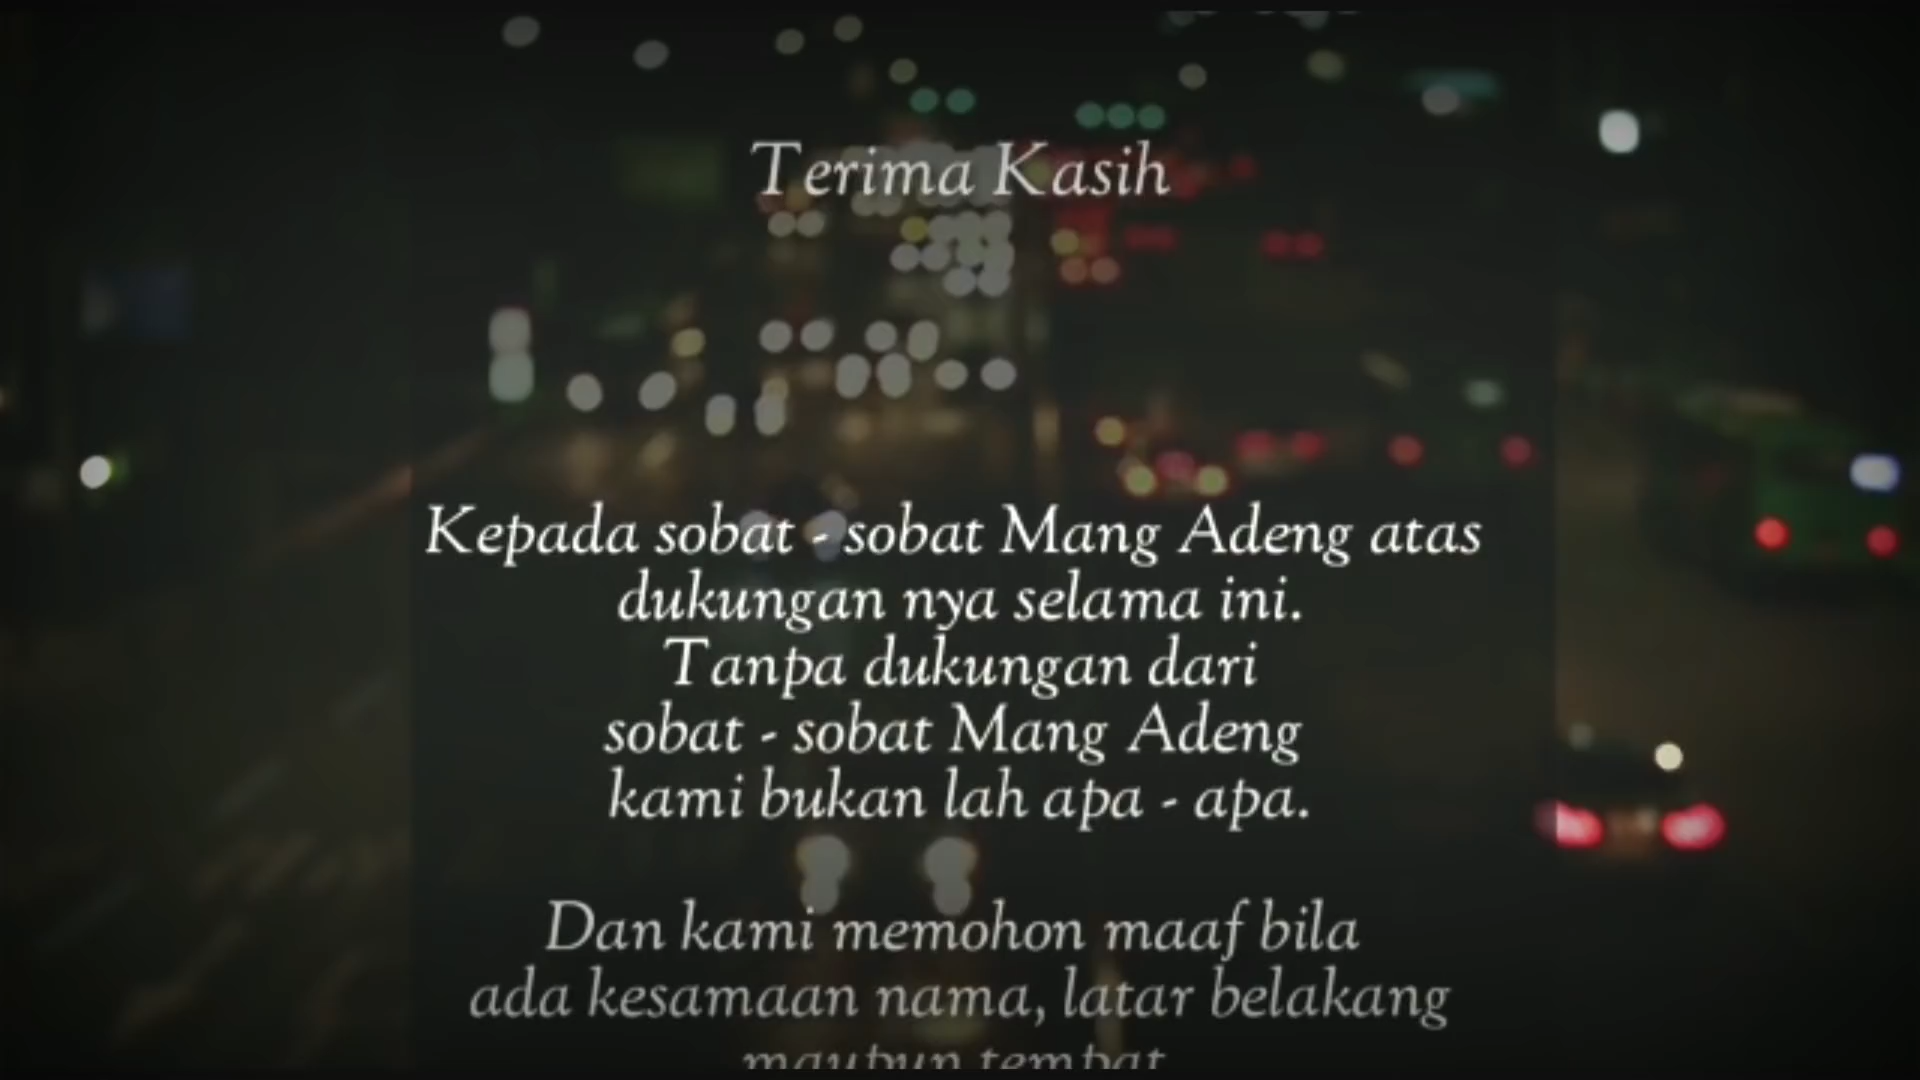 Terima Kasih
Kepada sobat - sobat Mang Adeng atas
dukungan nya selama ini.
Tanpa dukungan dari
sobat - sobat Mang Adeng
kami bukan lah apa - apa.
Dan kami memohon maaf bila
ada kesamaan nama, latar belakang
maupun tempat